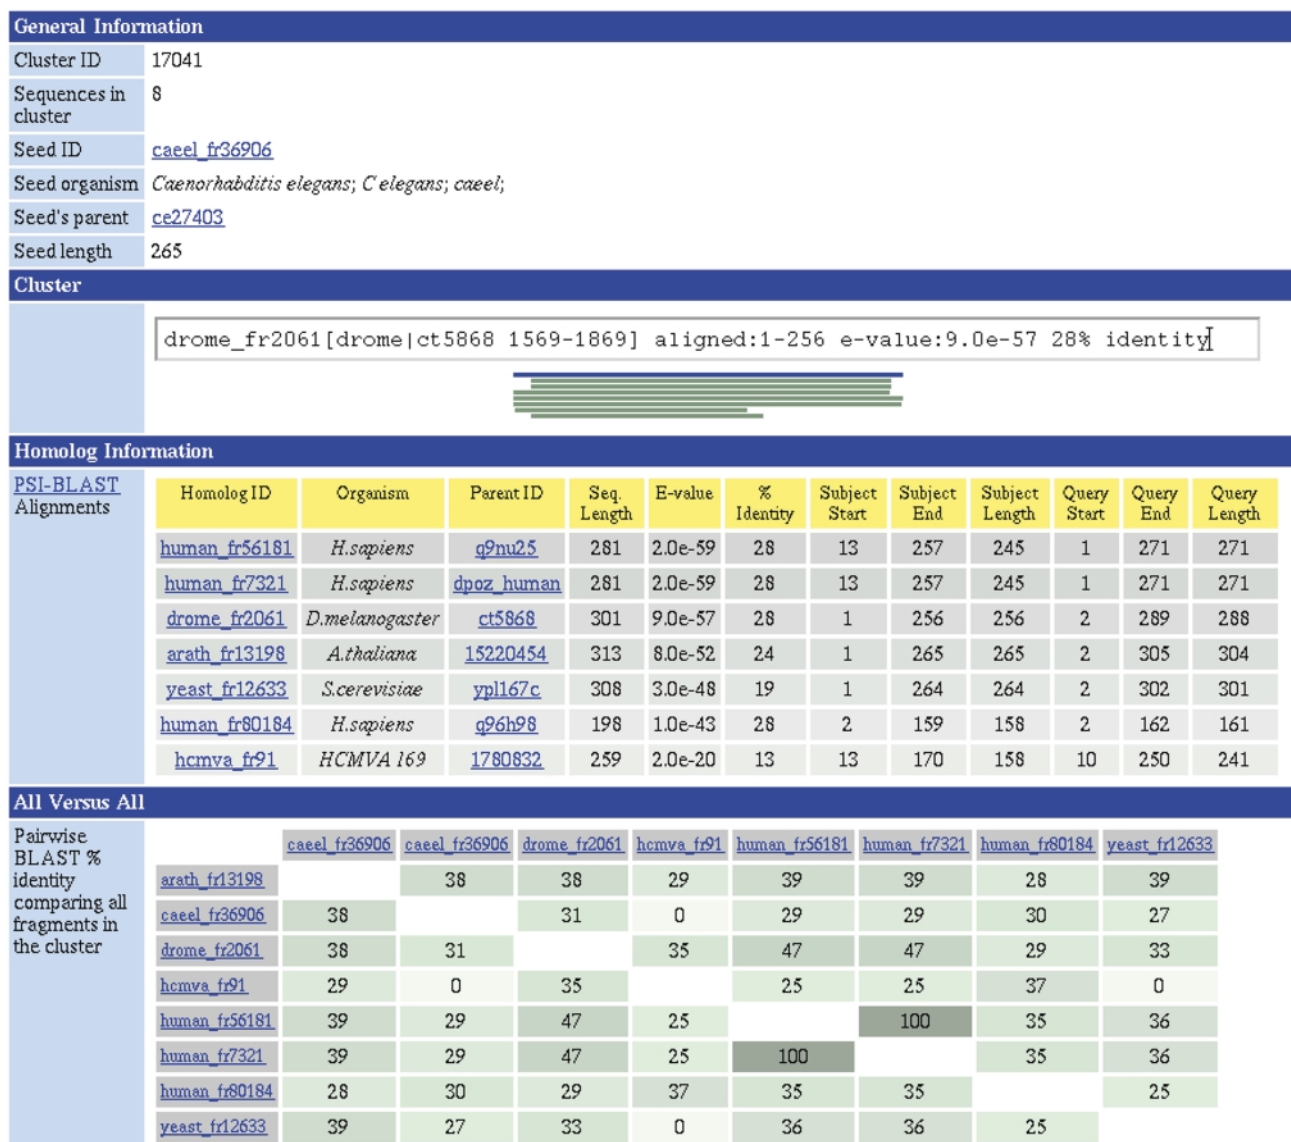 General Information
Cluster ID 17041
Sequences in cluster 8
Seed ID caeel_fr36906
Seed organism Caenorhabditis elegans; C elegans; caeel;
Seed's parent ce27403
Seed length 265
Cluster
drome_fr2061[drome|ct5868 1569-1869] aligned:1-256 e-value:9.0e-57 28% identity
Homolog Information
PSI-BLAST
Alignments
Homolog ID Organism Parent ID Seq. Length E-value % Identity Subject Start Subject End Subject Length Query Start Query End Query Length
human_fr56181 H.sapiens q9nu25 281 2.0e-59 28 13 257 245 1 271 271
human_fr7321 H.sapiens dpoz_human 281 2.0e-59 28 13 257 245 1 271 271
drome_fr2061 D.melanogaster ct5868 301 9.0e-57 28 1 256 256 2 289 288
arath_fr13198 A.thaliana 15220454 313 8.0e-52 24 1 265 265 2 305 304
yeast_fr12633 S.cerevisiae ypl167c 308 3.0e-48 19 1 264 264 2 302 301
human_fr80184 H.sapiens q96h98 198 1.0e-43 28 2 159 158 2 162 161
hcmva_fr91 HCMVA 169 1780832 259 2.0e-20 13 13 170 158 10 250 241
All Versus All
Pairwise
BLAST %
identity
comparing all
fragments in
the cluster
caeel_fr36906 caeel_fr36906 drome_fr2061 hcmva_fr91 human_fr56181 human_fr7321 human_fr80184 yeast_fr12633
arath_fr13198 38 38 29 39 39 28 39
caeel_fr36906 38 31 0 29 29 30 27
drome_fr2061 38 31 35 47 47 29 33
hcmva_fr91 29 0 35 25 25 37 0
human_fr56181 39 29 47 25 100 35 36
human_fr7321 39 29 47 25 100 35 36
human_fr80184 28 30 29 37 35 35 25
yeast_fr12633 39 27 33 0 36 36 25